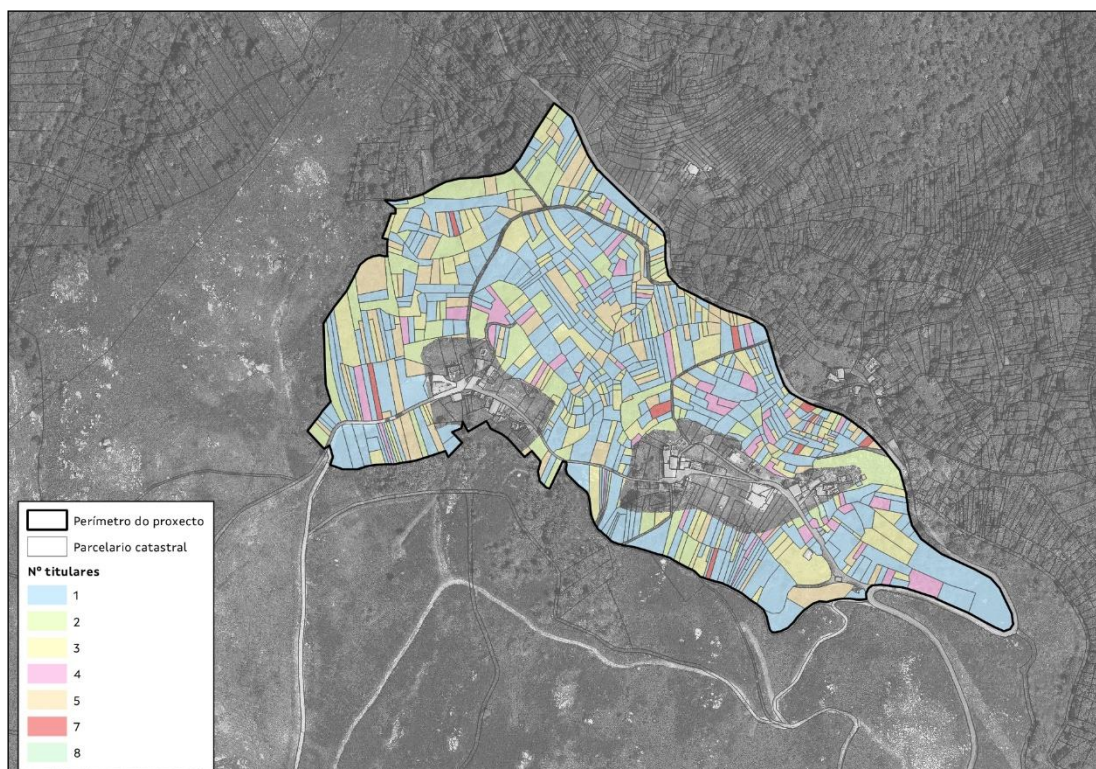 Perímetro do proxecto
Parcelario catastral
Nº titulares
1
2
3
4
5
7
8